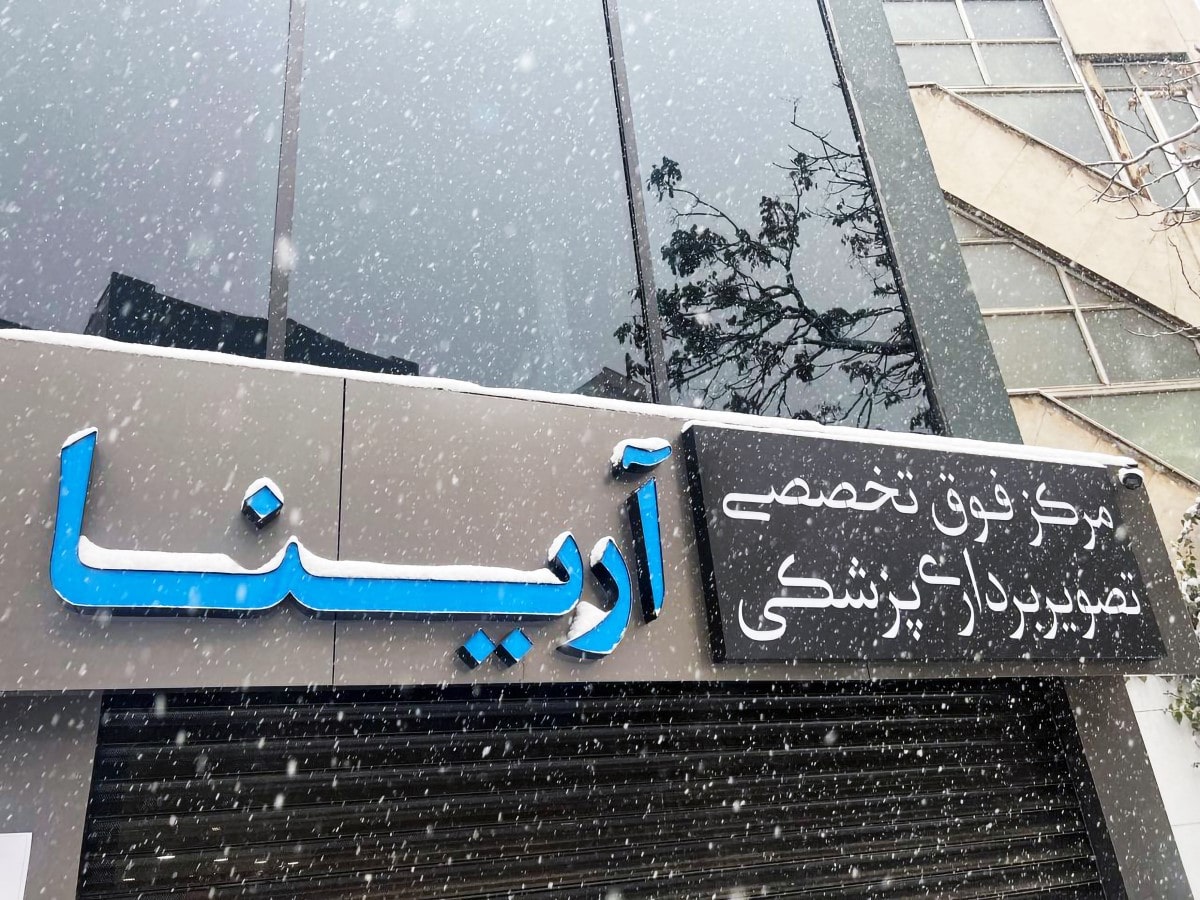 آرینا
مرکز فوق تخصصی
تصویربرداری پزشکی